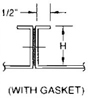 1/2"
H
(WITH GASKET)